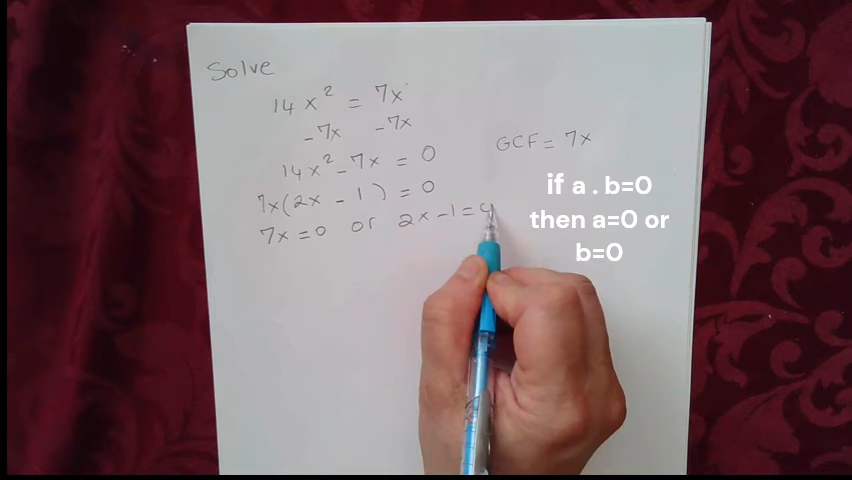 Solve
14x² = 7x
-7x -7x
14x² - 7x = 0
GCF = 7x
7x(2x - 1) = 0
7x = 0 or 2x - 1 =
if a . b=0
then a=0 or
b=0